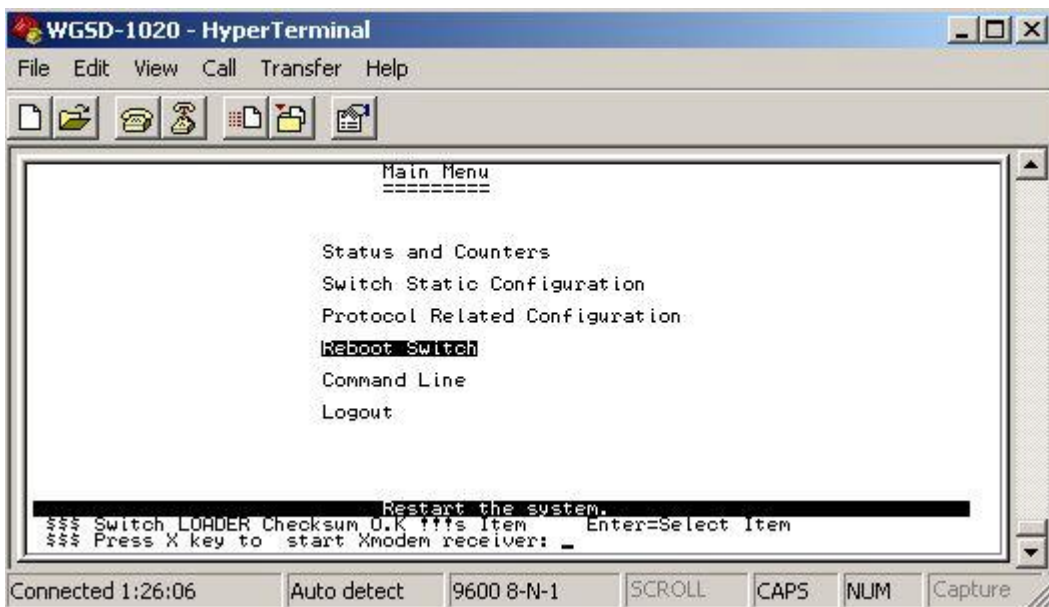 WGSD-1020 - HyperTerminal
File Edit View Call Transfer Help
Main Menu
=========
Status and Counters
Switch Static Configuration
Protocol Related Configuration
Reboot Switch
Command Line
Logout
Restart the system.
$$$ Switch LOADER Checksum O.K !!!s Item Enter=Select Item
$$$ Press X key to start Xmodem receiver: _
Connected 1:26:06 Auto detect 9600 8-N-1 SCROLL CAPS NUM Capture